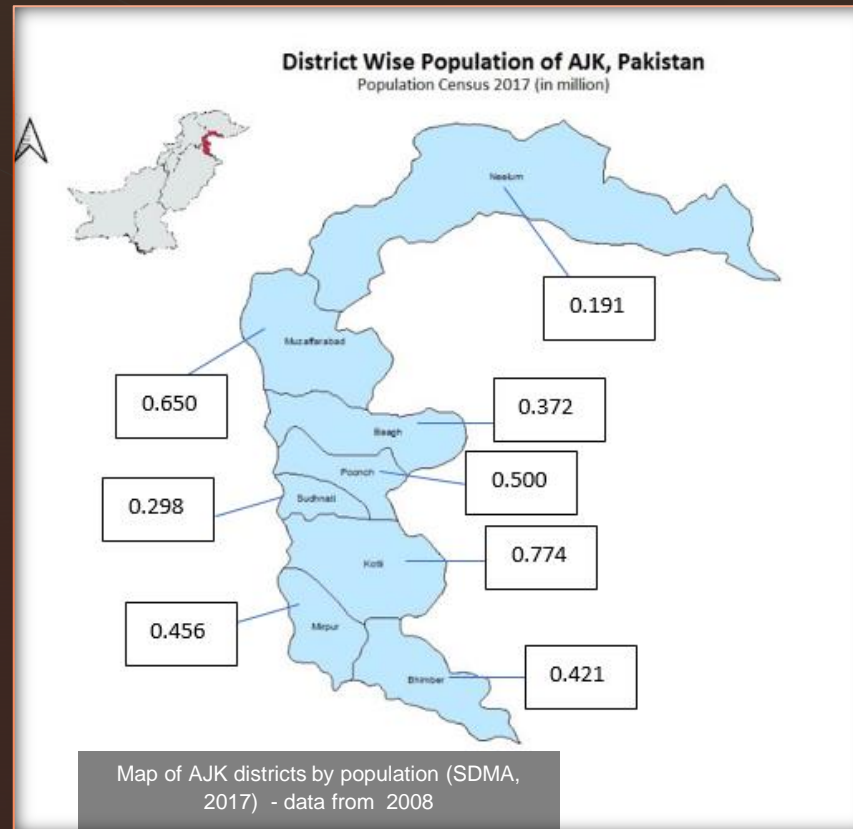 District Wise Population of AJK, Pakistan
Population Census 2017 (in million)
Neelum
0.191
Muzaffarabad
0.650
0.372
Baagh
Poonch
0.500
Sudhnati
0.298
0.774
Kotli
0.456
Mirpur
0.421
Bhimber
Map of AJK districts by population (SDMA,
2017) - data from 2008